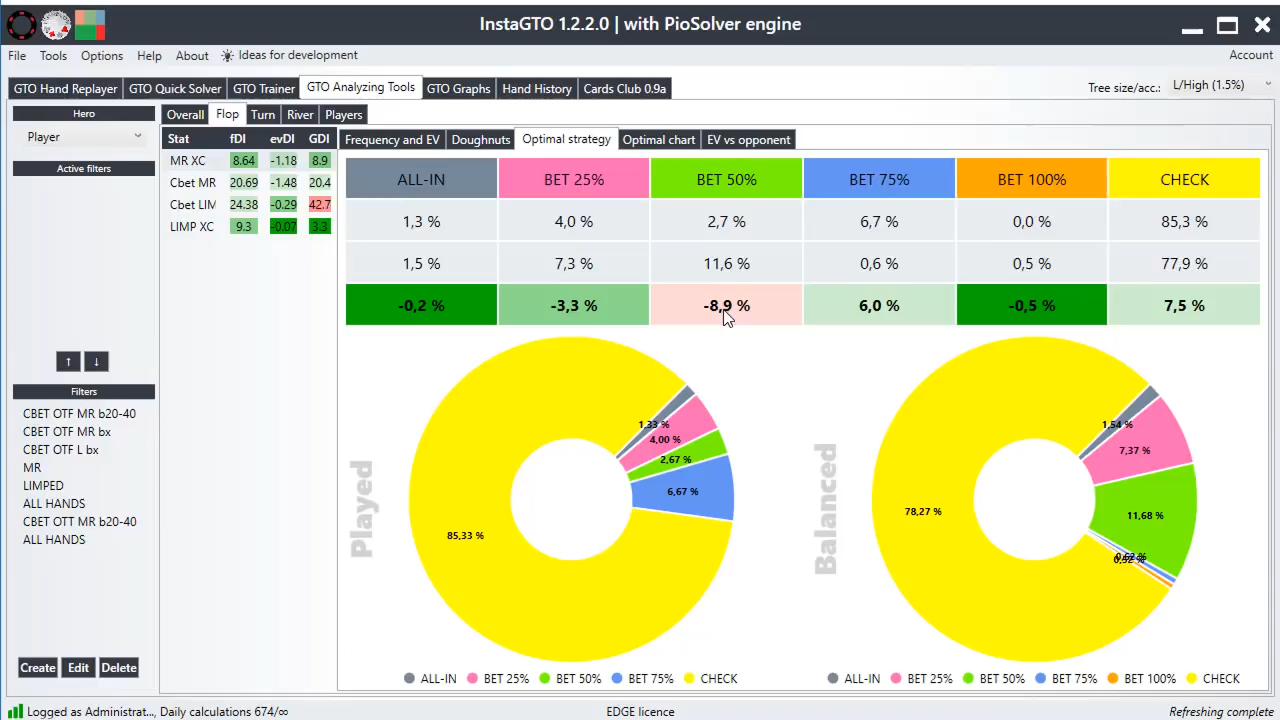 InstaGTO 1.2.2.0 | with PioSolver engine
File Tools Options Help About Ideas for development Account
GTO Hand Replayer GTO Quick Solver GTO Trainer GTO Analyzing Tools GTO Graphs Hand History Cards Club 0.9a Tree size/acc.: L/High (1.5%)
Hero
Player
Active filters
↑ ↓
Filters
CBET OTF MR b20-40
CBET OTF MR bx
CBET OTF L bx
MR
LIMPED
ALL HANDS
CBET OTT MR b20-40
ALL HANDS
Create Edit Delete
Overall Flop Turn River Players
Stat fDI evDI GDI
MR XC 8.64 -1.18 8.9
Cbet MR 20.69 -1.48 20.4
Cbet LIM 24.38 -0.29 42.7
LIMP XC 9.3 -0.07 3.3
Frequency and EV Doughnuts Optimal strategy Optimal chart EV vs opponent
ALL-IN BET 25% BET 50% BET 75% BET 100% CHECK
1,3 % 4,0 % 2,7 % 6,7 % 0,0 % 85,3 %
1,5 % 7,3 % 11,6 % 0,6 % 0,5 % 77,9 %
-0,2 % -3,3 % -8,9 % 6,0 % -0,5 % 7,5 %
Played
1,33 %
4,00 %
2,67 %
6,67 %
85,33 %
ALL-IN BET 25% BET 50% BET 75% CHECK
Balanced
1,54 %
7,37 %
11,68 %
78,27 %
0,62 %
0,52 %
ALL-IN BET 25% BET 50% BET 75% BET 100% CHECK
Logged as Administrat..., Daily calculations 674/∞ EDGE licence Refreshing complete